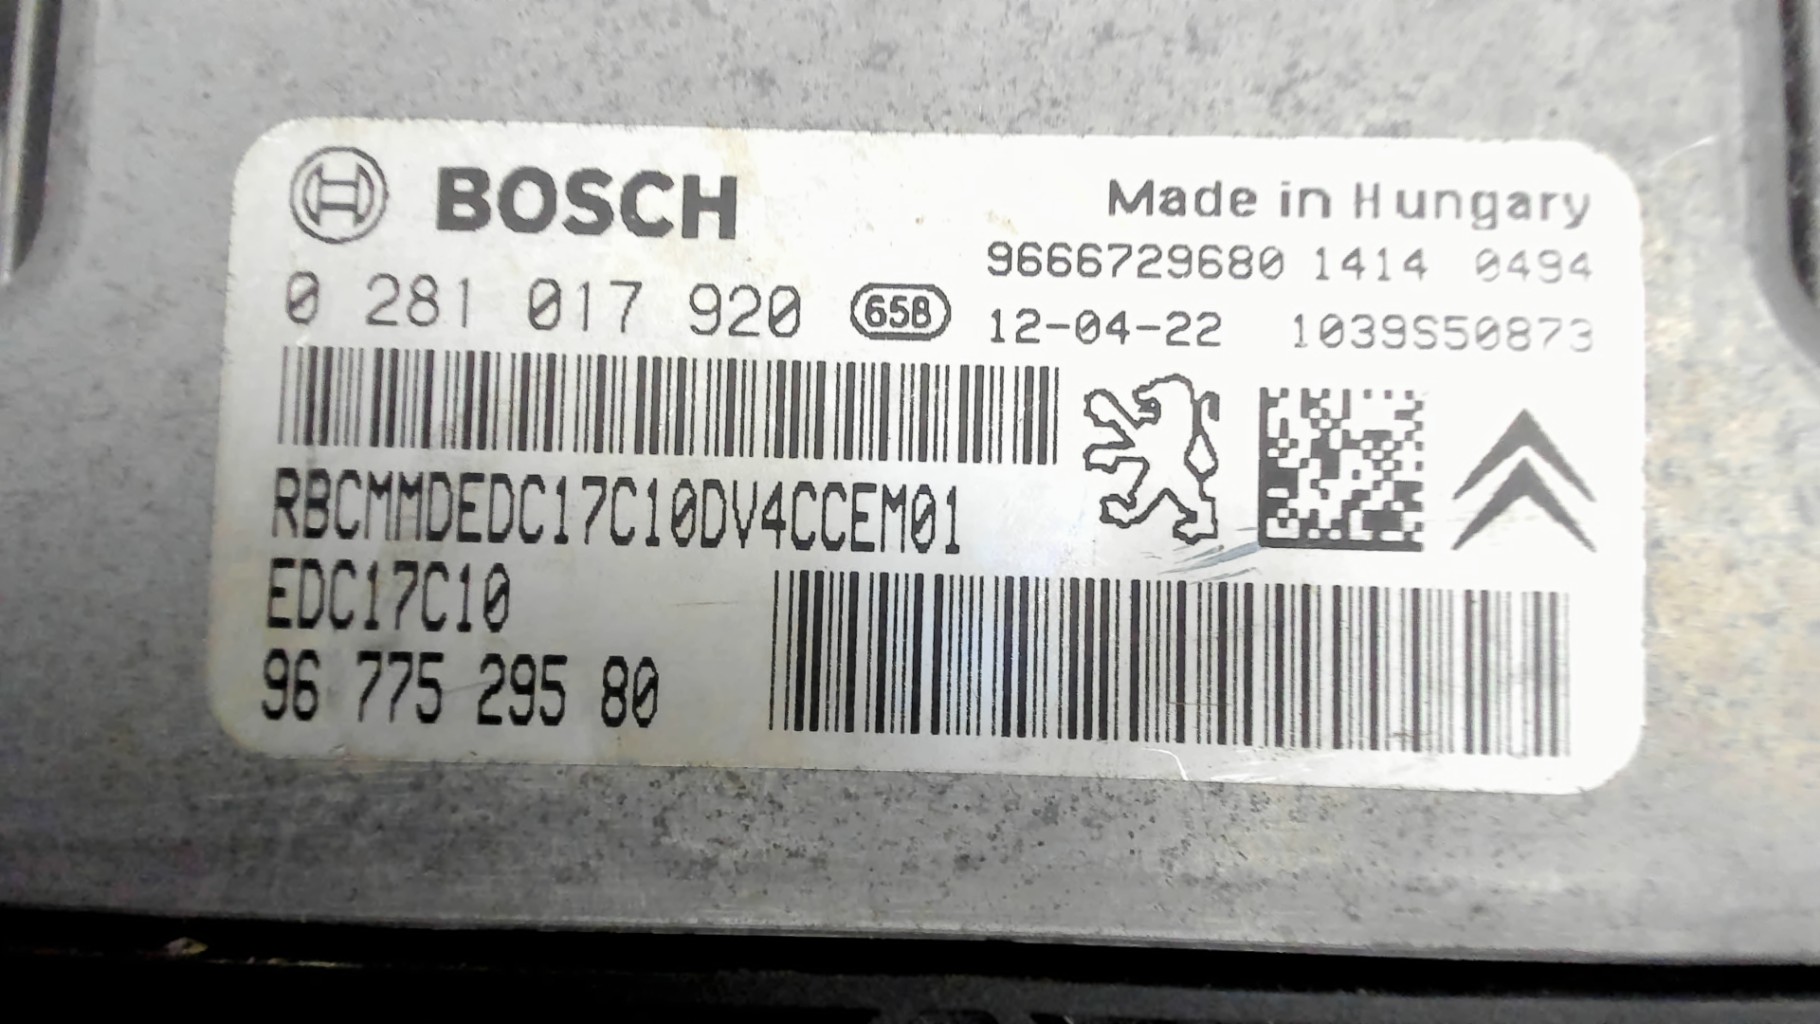 BOSCH
Made in Hungary
9666729680 1414 0494
0 281 017 920 658
12-04-22 1039S50873
RBCMMDEDC17C10DV4CCEM01
EDC17C10
96 775 295 80